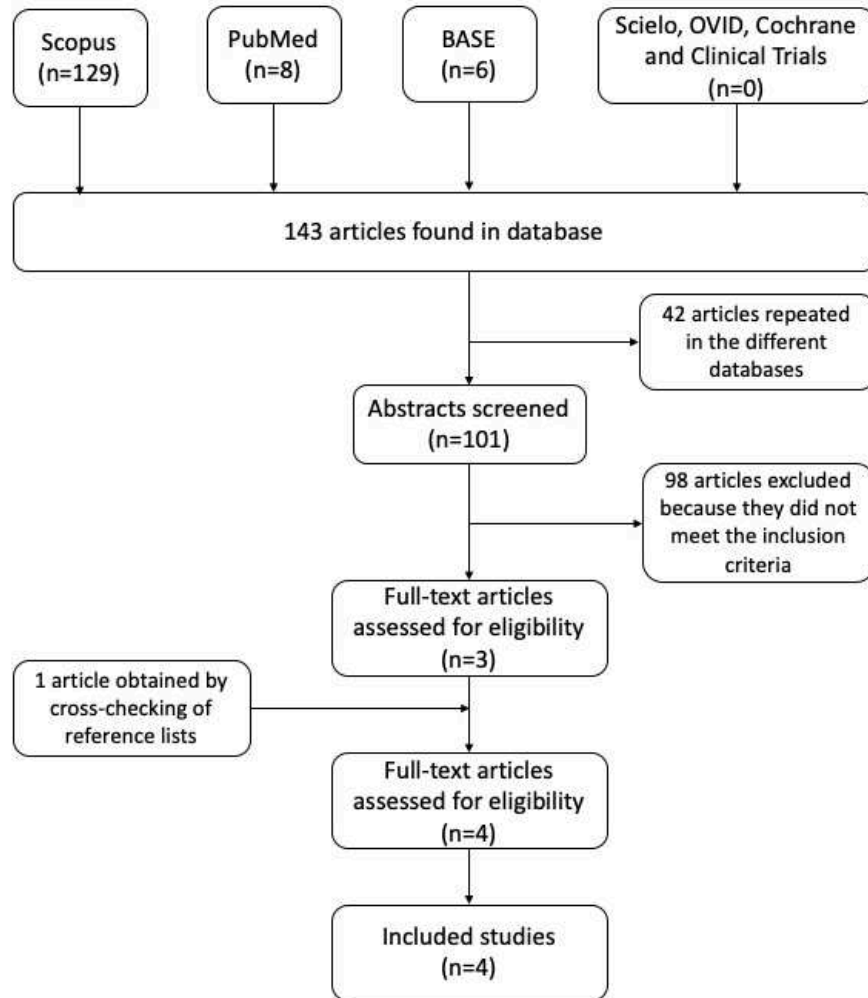 Scopus
(n=129)
PubMed
(n=8)
BASE
(n=6)
Scielo, OVID, Cochrane
and Clinical Trials
(n=0)
143 articles found in database
42 articles repeated
in the different
databases
Abstracts screened
(n=101)
98 articles excluded
because they did not
meet the inclusion
criteria
Full-text articles
assessed for eligibility
(n=3)
1 article obtained by
cross-checking of
reference lists
Full-text articles
assessed for eligibility
(n=4)
Included studies
(n=4)